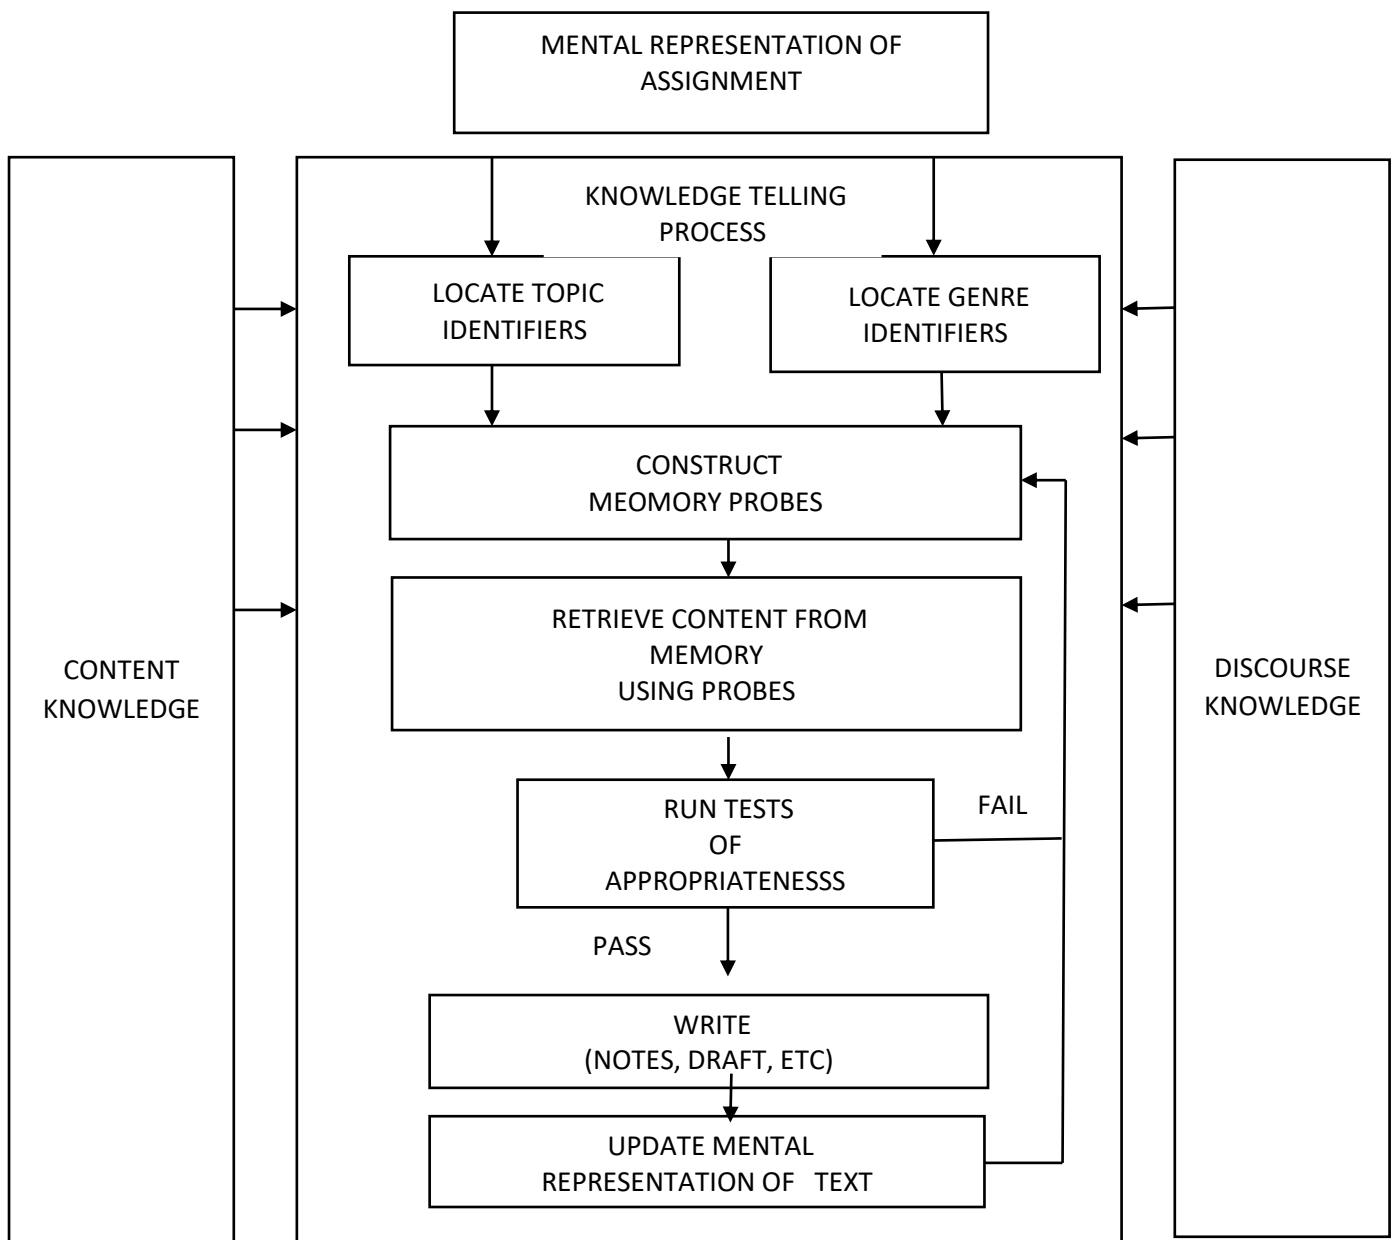 MENTAL REPRESENTATION OF
ASSIGNMENT
KNOWLEDGE TELLING
PROCESS
LOCATE TOPIC
IDENTIFIERS
LOCATE GENRE
IDENTIFIERS
CONSTRUCT
MEOMORY PROBES
RETRIEVE CONTENT FROM
MEMORY
USING PROBES
CONTENT
KNOWLEDGE
DISCOURSE
KNOWLEDGE
RUN TESTS
OF
APPROPRIATENESSS
FAIL
PASS
WRITE
(NOTES, DRAFT, ETC)
UPDATE MENTAL
REPRESENTATION OF TEXT